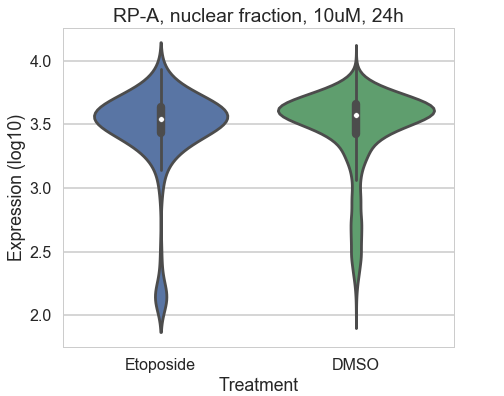 RP-A, nuclear fraction, 10uM, 24h
Expression (log10)
4.0
3.5
3.0
2.5
2.0
Etoposide
DMSO
Treatment